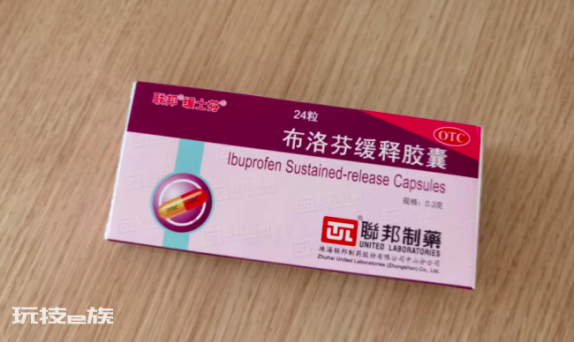 联邦®缓士芬®
24粒
OTC
布洛芬缓释胶囊
Ibuprofen Sustained-release Capsules
规格：0.3克
聯邦制藥
UNITED LABORATORIES
珠海联邦制药股份有限公司中山分公司
Zhuhai United Laboratories (Zhongshan) Co., Ltd.
玩技e族